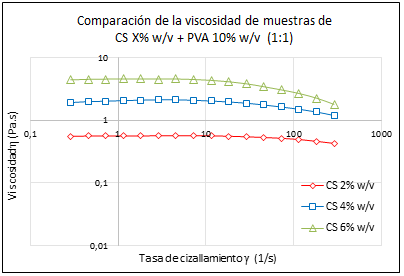 Comparación de la viscosidad de muestras de
CS X% w/v + PVA 10% w/v (1:1)
10
0,1
1
10
100
1000
0,1
0,01
Viscosidad η (Pa.s)
Tasa de cizallamiento γ (1/s)
CS 2% w/v
CS 4% w/v
CS 6% w/v